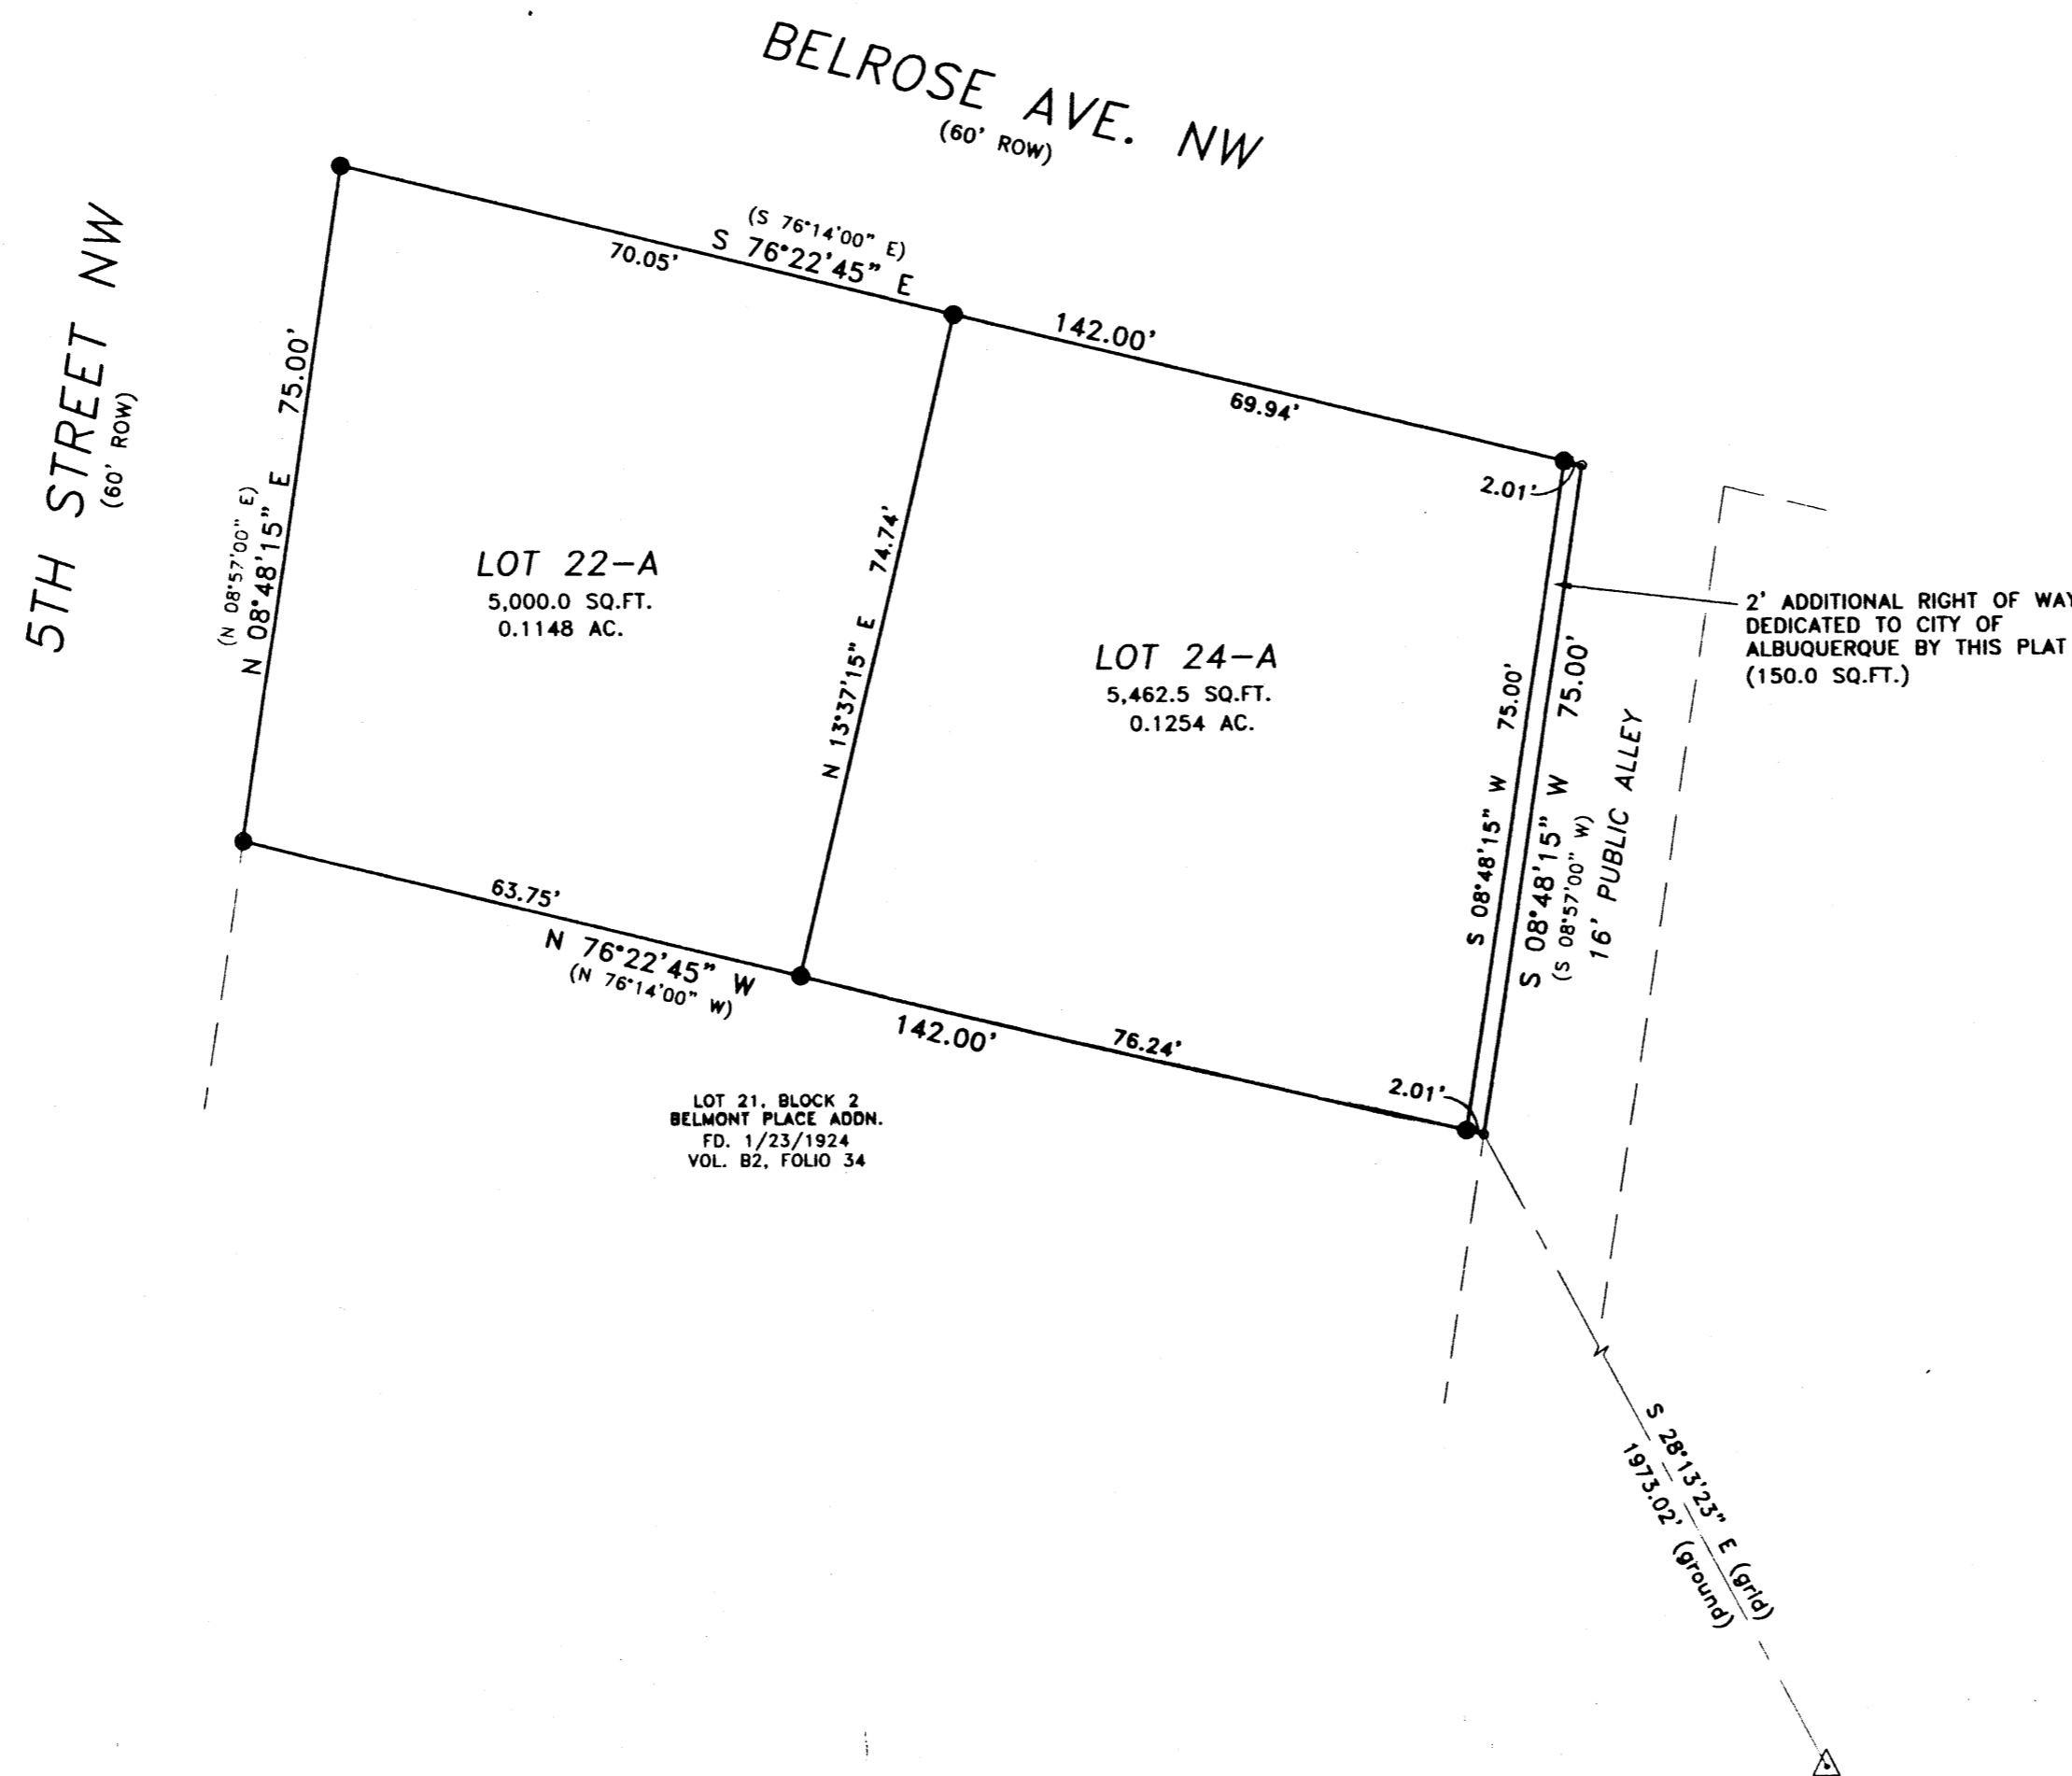 BELROSE AVE. NW
(60' ROW)
5TH STREET NW
(60' ROW)
(S 76°14'00" E)
S 76°22'45" E
70.05'
142.00'
69.94'
2.01'
N 08°48'15" E 75.00'
(N 08°57'00" E)
LOT 22-A
5,000.0 SQ.FT.
0.1148 AC.
N 13°37'15" E 74.74'
LOT 24-A
5,462.5 SQ.FT.
0.1254 AC.
S 08°48'15" W 75.00'
S 08°48'15" W 75.00'
(S 08°57'00" W)
16' PUBLIC ALLEY
2' ADDITIONAL RIGHT OF WAY
DEDICATED TO CITY OF
ALBUQUERQUE BY THIS PLAT
(150.0 SQ.FT.)
63.75'
N 76°22'45" W
(N 76°14'00" W)
142.00'
76.24'
2.01'
LOT 21, BLOCK 2
BELMONT PLACE ADDN.
FD. 1/23/1924
VOL. B2, FOLIO 34
S 28°13'23" E (grid)
1973.02' (ground)